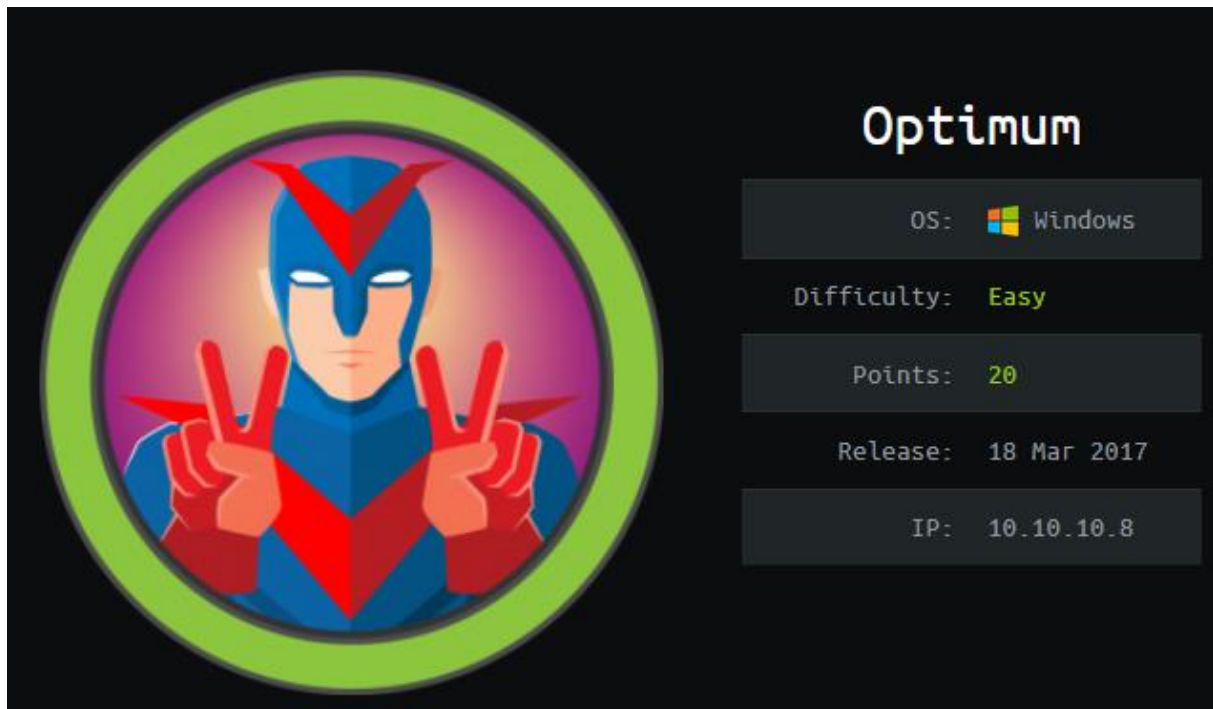 Optimum
OS: Windows
Difficulty: Easy
Points: 20
Release: 18 Mar 2017
IP: 10.10.10.8